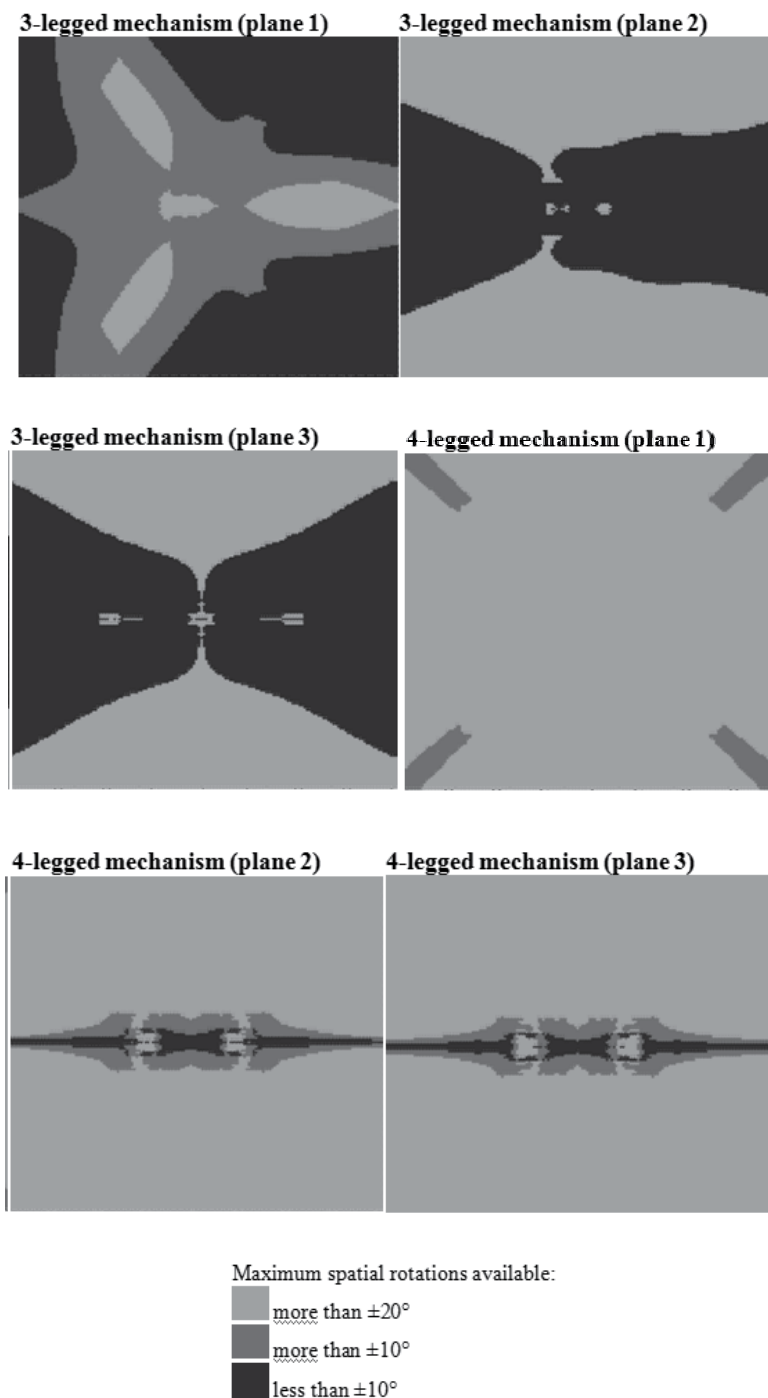 3-legged mechanism (plane 1)
3-legged mechanism (plane 2)
3-legged mechanism (plane 3)
4-legged mechanism (plane 1)
4-legged mechanism (plane 2)
4-legged mechanism (plane 3)
Maximum spatial rotations available:
more than ±20°
more than ±10°
less than ±10°